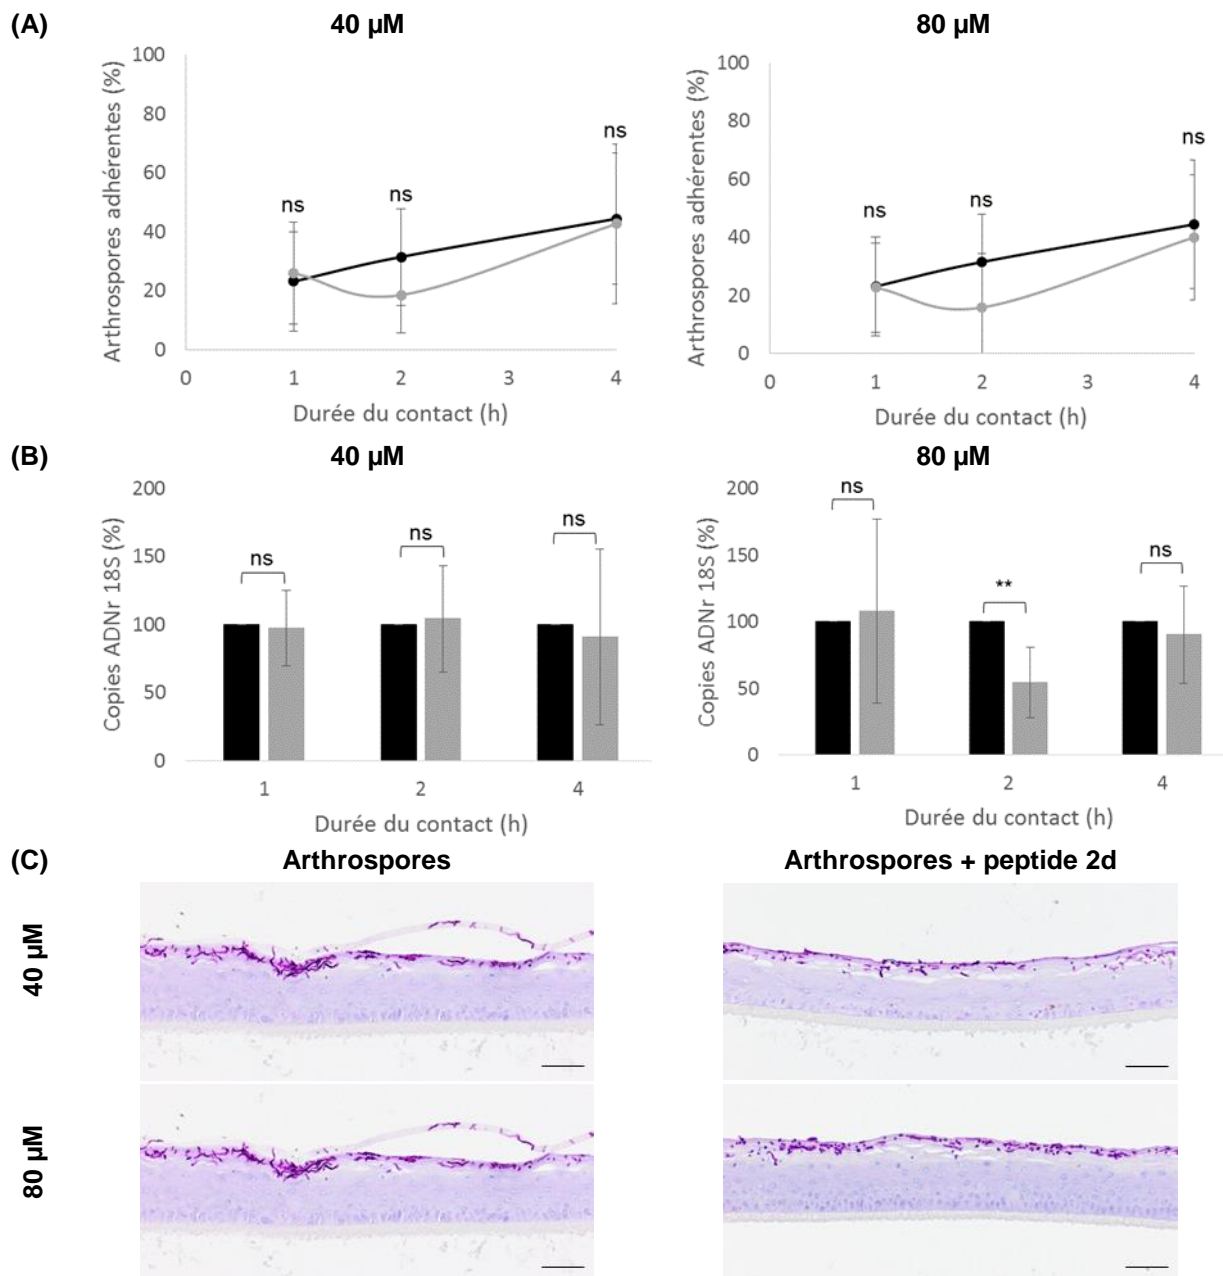 (A)
40 µM
80 µM
Arthrospores adhérentes (%)
100
80
60
40
20
0
ns
ns
ns
0
1
2
3
4
Durée du contact (h)
Arthrospores adhérentes (%)
100
80
60
40
20
0
ns
ns
ns
0
1
2
3
4
Durée du contact (h)
(B)
40 µM
80 µM
Copies ADNr 18S (%)
200
150
100
50
0
ns
ns
ns
1
2
4
Durée du contact (h)
Copies ADNr 18S (%)
200
150
100
50
0
ns
**
ns
1
2
4
Durée du contact (h)
(C)
Arthrospores
Arthrospores + peptide 2d
40 µM
80 µM